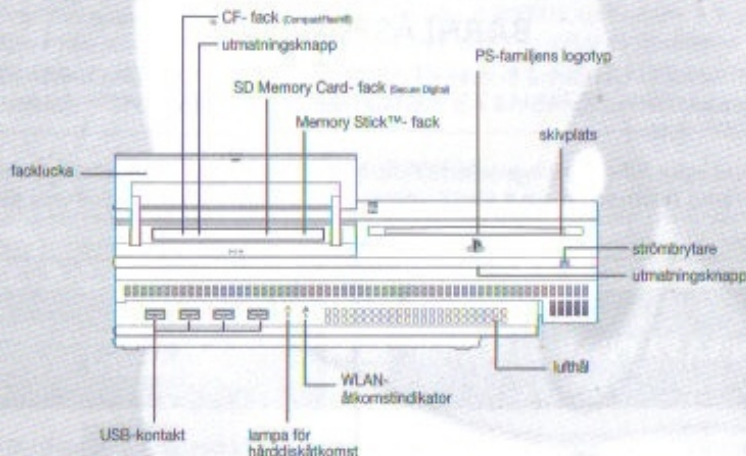 CF- fack (CompactFlash®)
utmatningsknapp
PS-familjens logotyp
SD Memory Card- fack (Secure Digital)
Memory Stick™- fack
skivplats
facklucka
strömbrytare
utmatningsknapp
lufthål
WLAN-
åtkomstindikator
USB-kontakt
lampa för
hårddiskåtkomst